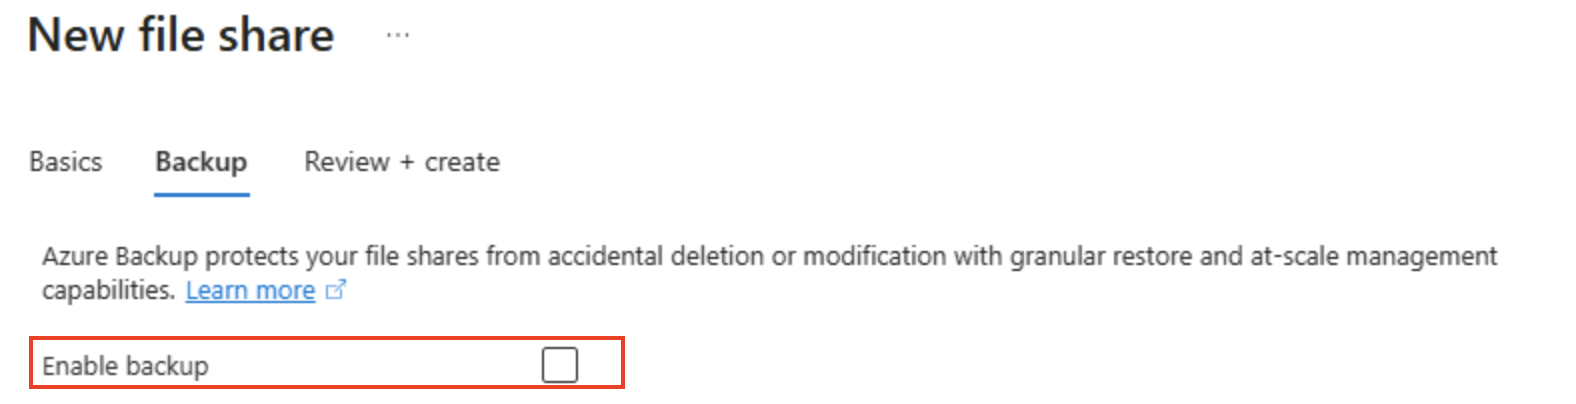 New file share ...
Basics Backup Review + create
Azure Backup protects your file shares from accidental deletion or modification with granular restore and at-scale management
capabilities. Learn more
Enable backup